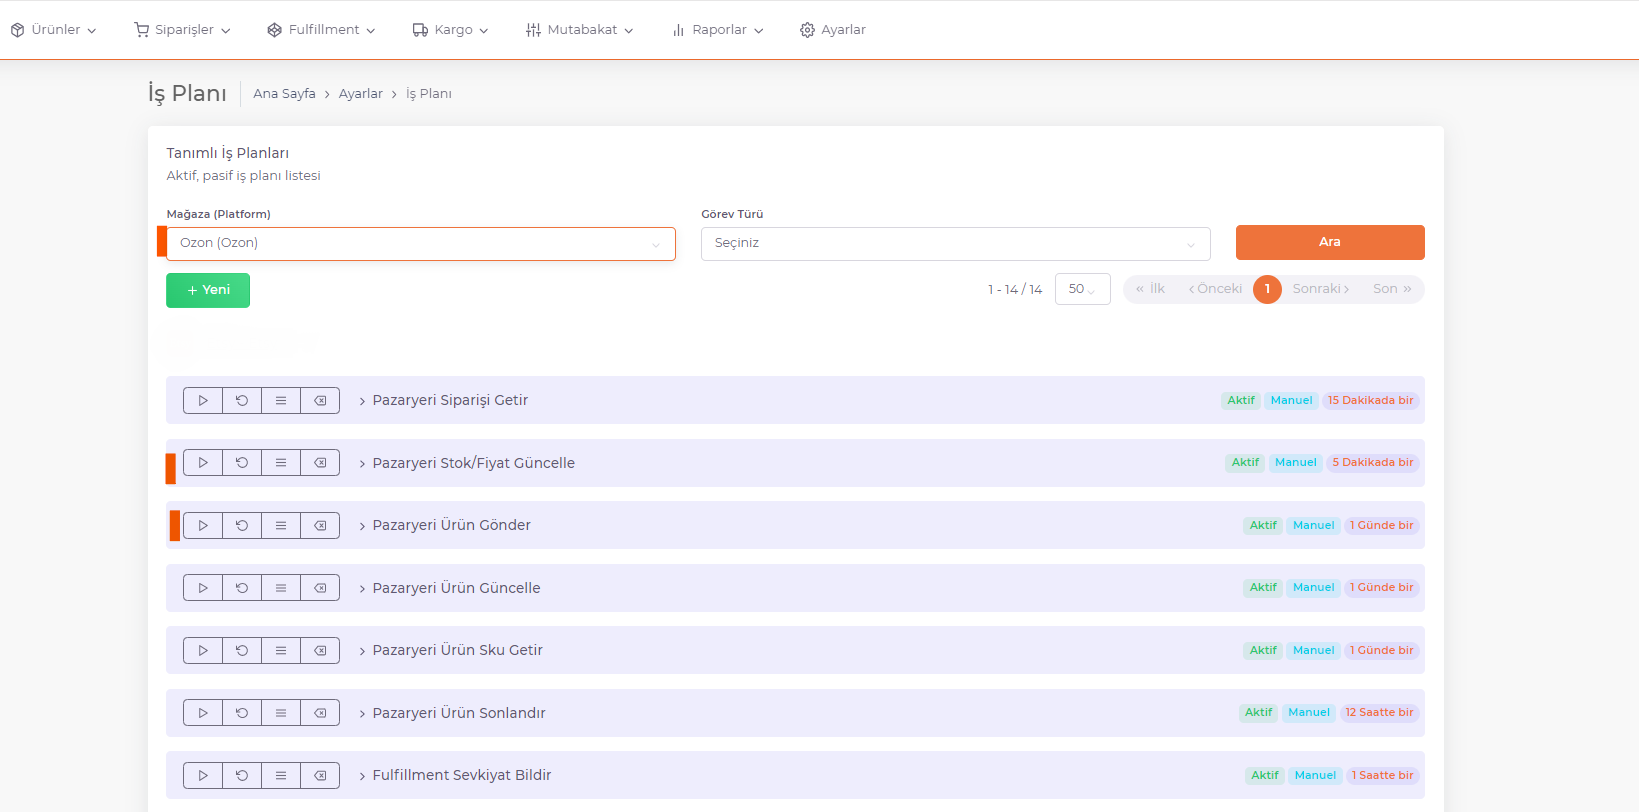 Ürünler Siparişler Fulfillment Kargo Mutabakat Raporlar Ayarlar
İş Planı Ana Sayfa > Ayarlar > İş Planı
Tanımlı İş Planları
Aktif, pasif iş planı listesi
Mağaza (Platform) Görev Türü
Ozon (Ozon) Seçiniz Ara
+ Yeni 1 - 14 / 14 50 « İlk ‹ Önceki 1 Sonraki › Son »
> Pazaryeri Siparişi Getir Aktif Manuel 15 Dakikada bir
> Pazaryeri Stok/Fiyat Güncelle Aktif Manuel 5 Dakikada bir
> Pazaryeri Ürün Gönder Aktif Manuel 1 Günde bir
> Pazaryeri Ürün Güncelle Aktif Manuel 1 Günde bir
> Pazaryeri Ürün Sku Getir Aktif Manuel 1 Günde bir
> Pazaryeri Ürün Sonlandır Aktif Manuel 12 Saatte bir
> Fulfillment Sevkiyat Bildir Aktif Manuel 1 Saatte bir